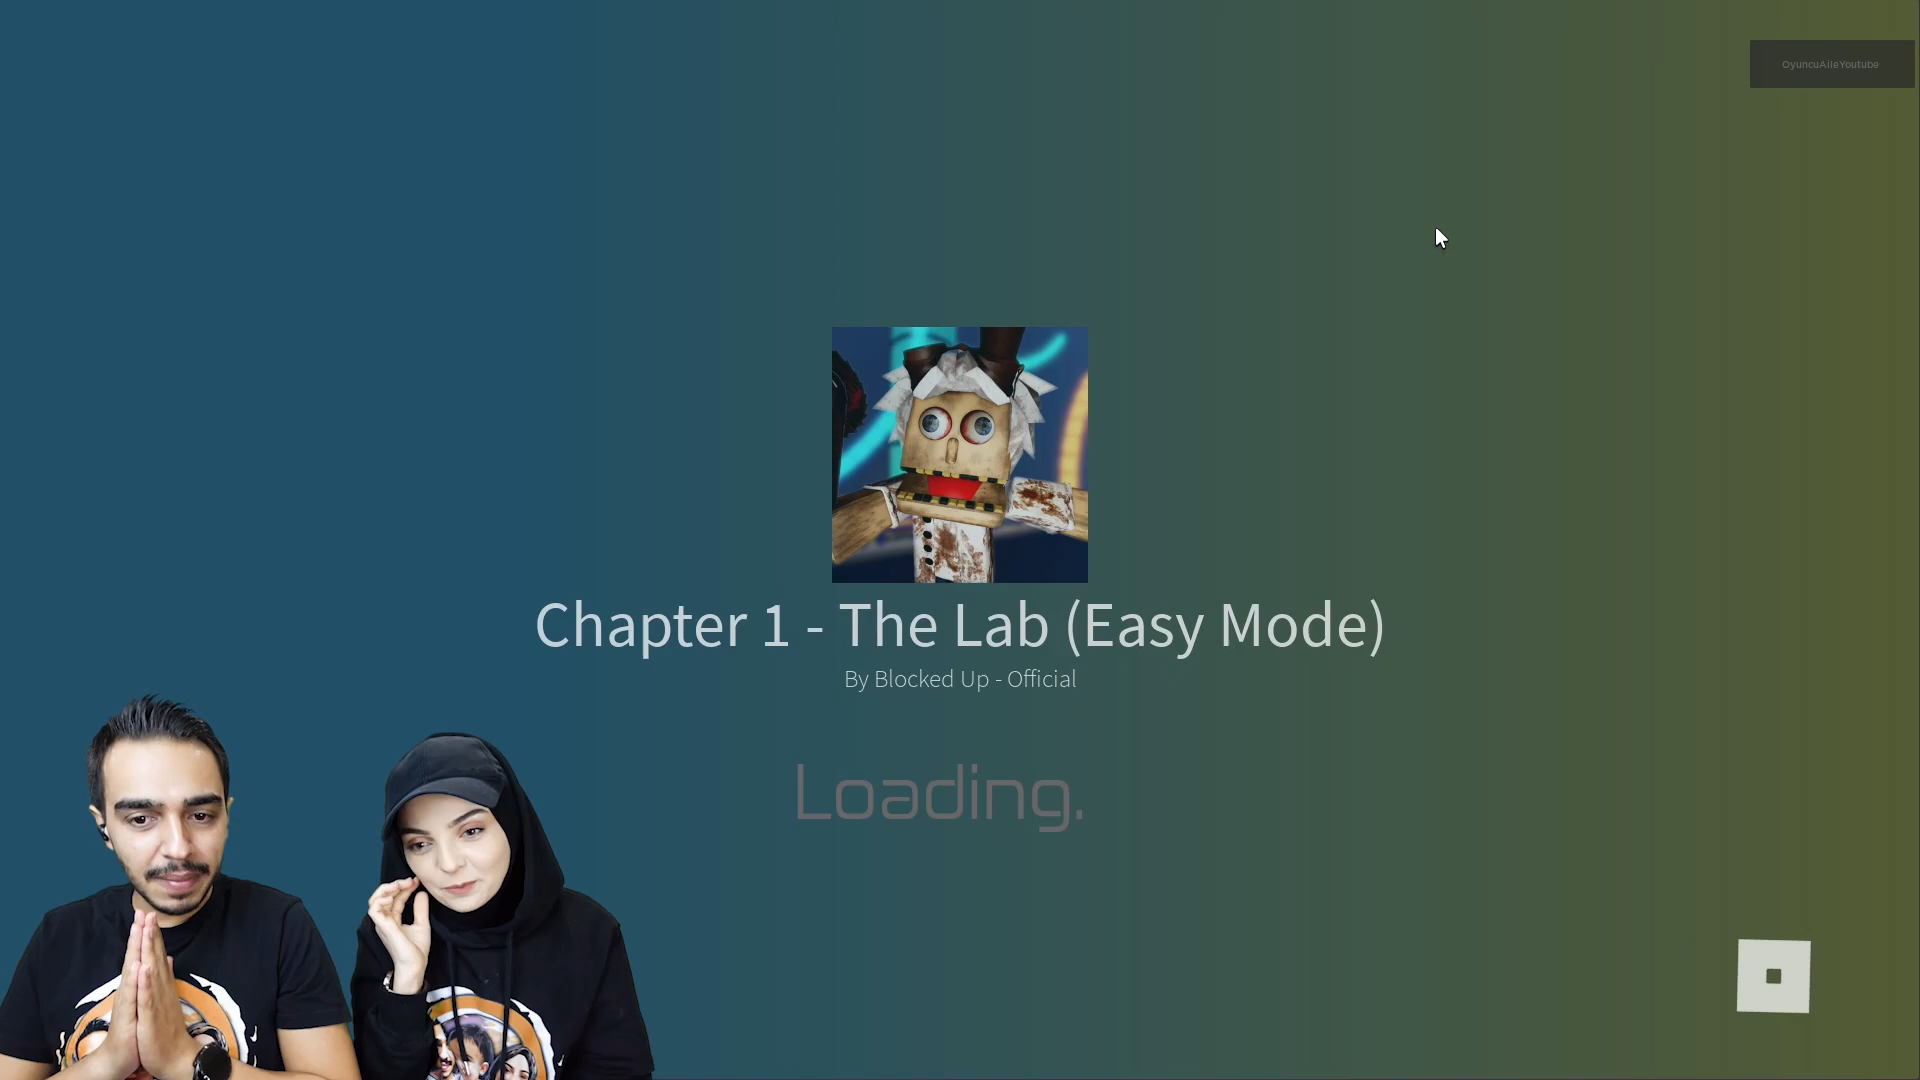 OyuncuAileYoutube
Chapter 1 - The Lab (Easy Mode)
By Blocked Up - Official
Loading.